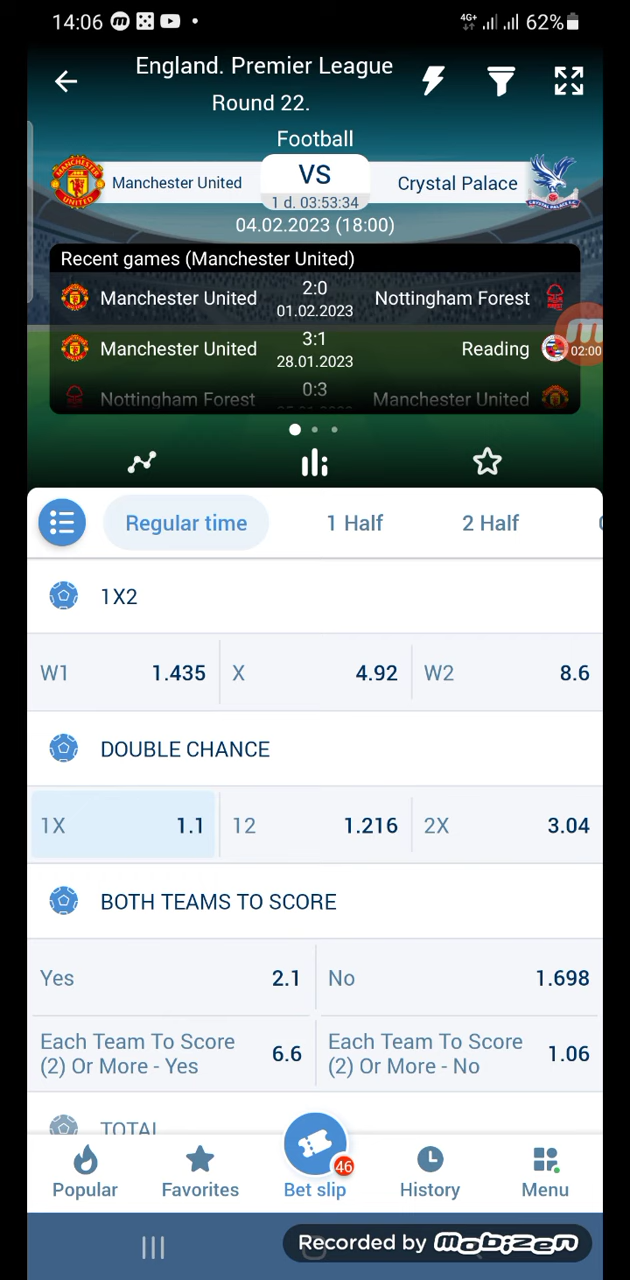 14:06 4G+ 62%
England. Premier League
Round 22.
Football
Manchester United VS Crystal Palace
1 d. 03:53:34
04.02.2023 (18:00)
Recent games (Manchester United)
Manchester United 2:0 Nottingham Forest
01.02.2023
Manchester United 3:1 Reading
28.01.2023
02:00
Nottingham Forest 0:3 Manchester United
Regular time 1 Half 2 Half
1X2
W1 1.435 X 4.92 W2 8.6
DOUBLE CHANCE
1X 1.1 12 1.216 2X 3.04
BOTH TEAMS TO SCORE
Yes 2.1 No 1.698
Each Team To Score (2) Or More - Yes 6.6 Each Team To Score (2) Or More - No 1.06
TOTAL
46
Popular Favorites Bet slip History Menu
Recorded by mobizen